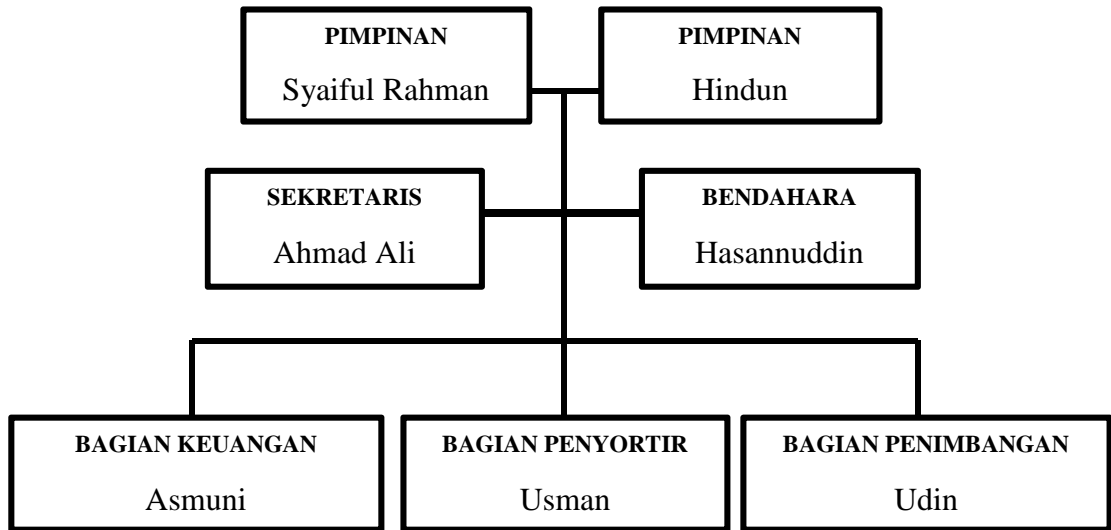 PIMPINAN
Syaiful Rahman
PIMPINAN
Hindun
SEKRETARIS
Ahmad Ali
BENDAHARA
Hasannuddin
BAGIAN KEUANGAN
Asmuni
BAGIAN PENYORTIR
Usman
BAGIAN PENIMBANGAN
Udin